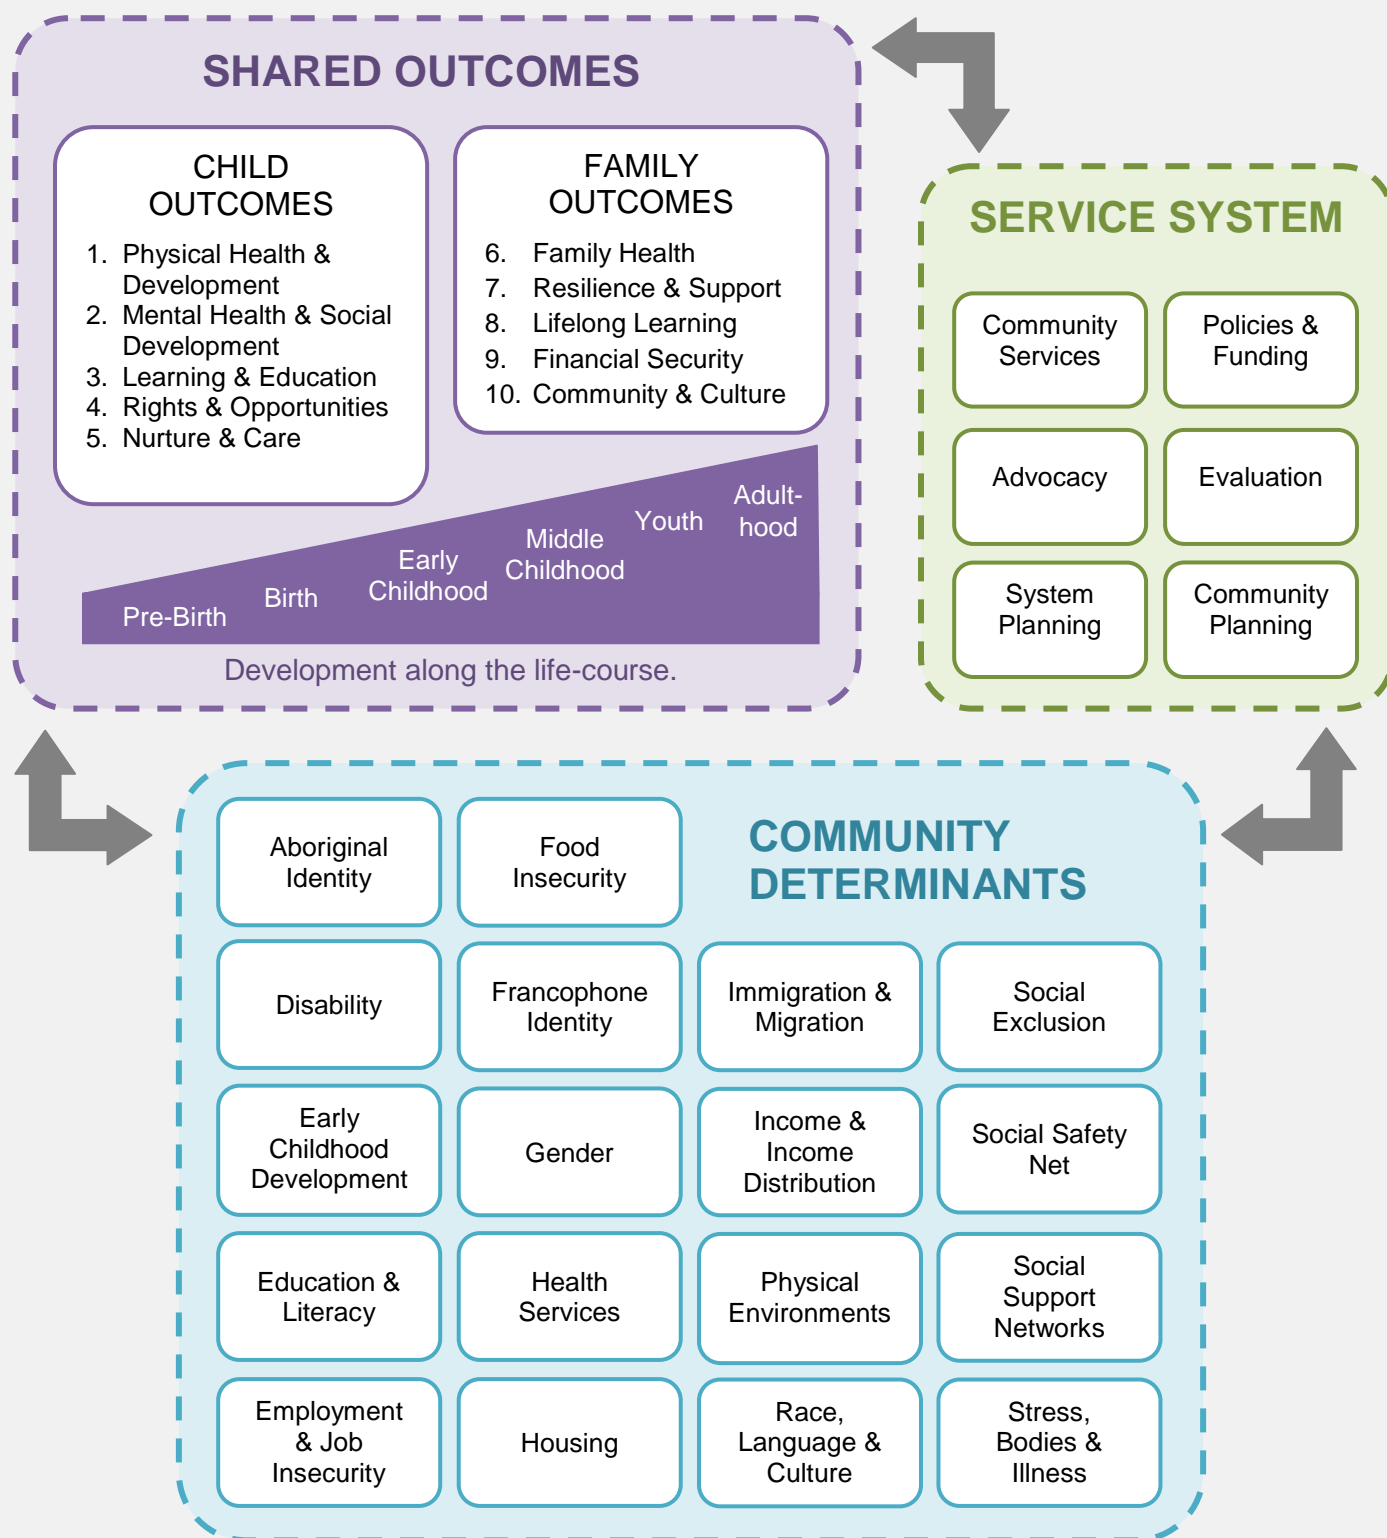 SHARED OUTCOMES
CHILD
OUTCOMES
1. Physical Health &
Development
2. Mental Health & Social
Development
3. Learning & Education
4. Rights & Opportunities
5. Nurture & Care
FAMILY
OUTCOMES
6. Family Health
7. Resilience & Support
8. Lifelong Learning
9. Financial Security
10. Community & Culture
Pre-Birth
Birth
Early
Childhood
Middle
Childhood
Youth
Adult-
hood
Development along the life-course.
SERVICE SYSTEM
Community
Services
Policies &
Funding
Advocacy
Evaluation
System
Planning
Community
Planning
COMMUNITY
DETERMINANTS
Aboriginal
Identity
Food
Insecurity
Disability
Francophone
Identity
Immigration &
Migration
Social
Exclusion
Early
Childhood
Development
Gender
Income &
Income
Distribution
Social Safety
Net
Education &
Literacy
Health
Services
Physical
Environments
Social
Support
Networks
Employment
& Job
Insecurity
Housing
Race,
Language &
Culture
Stress,
Bodies &
Illness